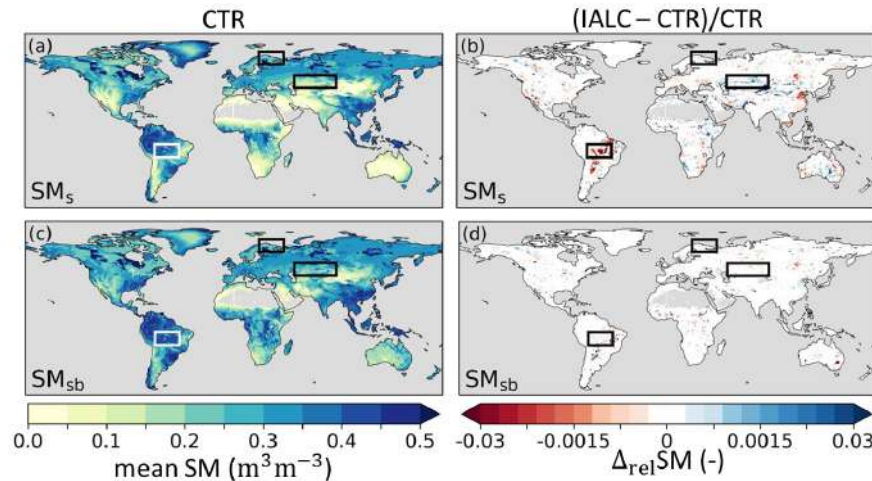 CTR (IALC – CTR)/CTR
(a) (b)
SMs SMs
(c) (d)
SMsb SMsb
0.0 0.1 0.2 0.3 0.4 0.5 -0.03 -0.0015 0 0.0015 0.03
mean SM (m³ m⁻³) ΔrelSM (-)